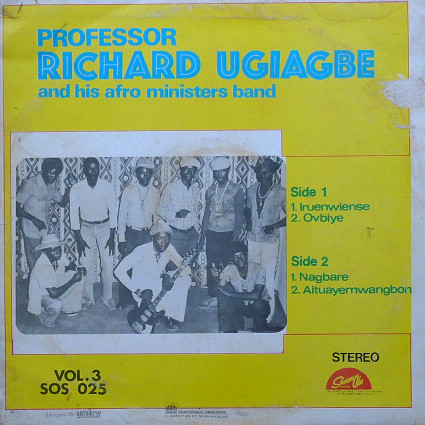 PROFESSOR
RICHARD UGIAGBE
and his afro ministers band
Side 1
1. Iruenwiense
2. Ovbiye
Side 2
1. Nagbare
2. Aituayemwangbon
STEREO
VOL. 3
SOS 025